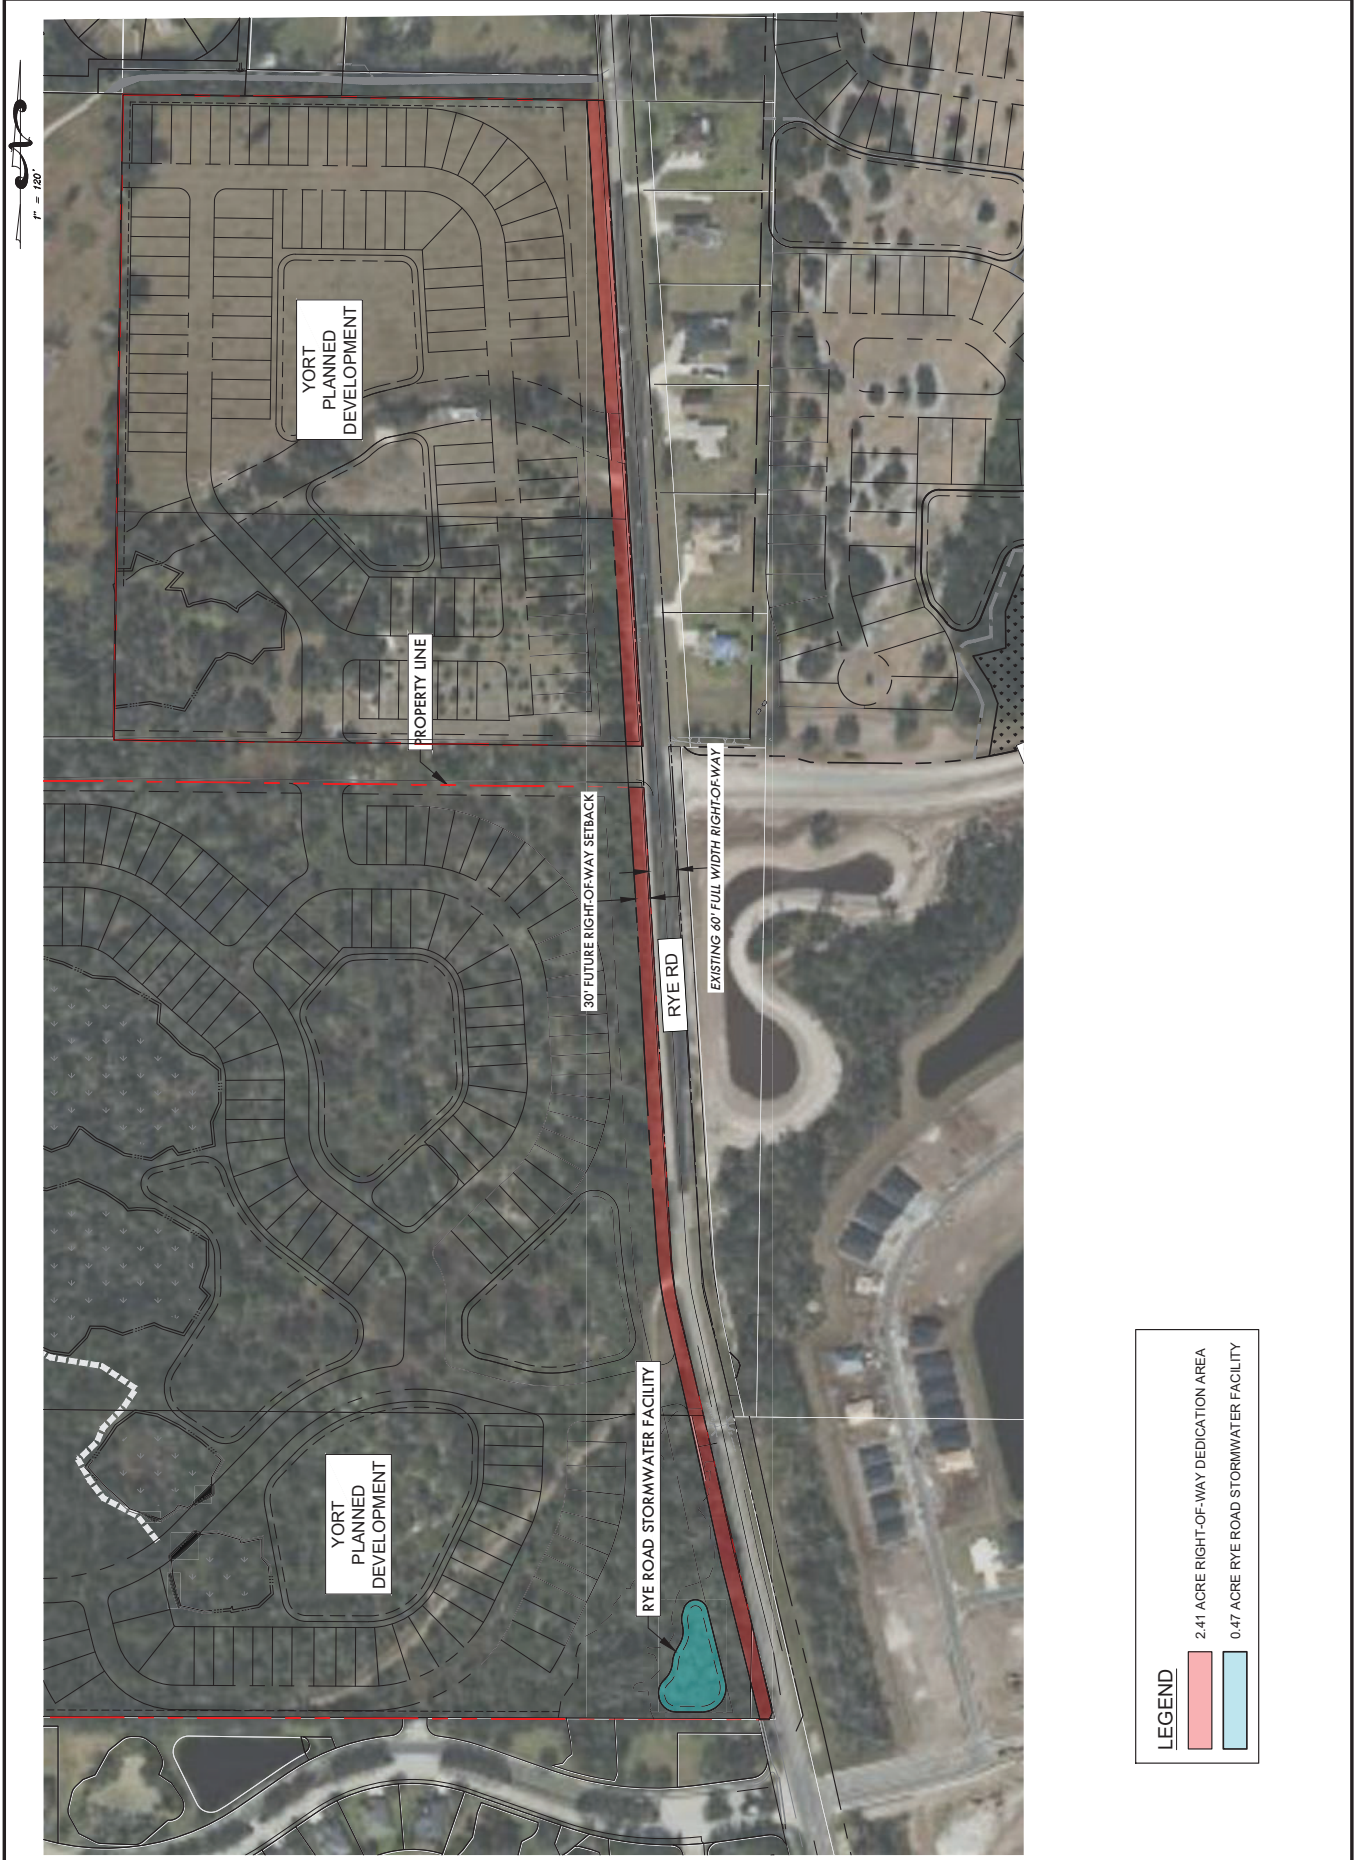 1" = 120'
YORT
PLANNED
DEVELOPMENT
PROPERTY LINE
30' FUTURE RIGHT-OF-WAY SETBACK
RYE RD
EXISTING 60' FULL WIDTH RIGHT-OF-WAY
RYE ROAD STORMWATER FACILITY
YORT
PLANNED
DEVELOPMENT
LEGEND
2.41 ACRE RIGHT-OF-WAY DEDICATION AREA
0.47 ACRE RYE ROAD STORMWATER FACILITY